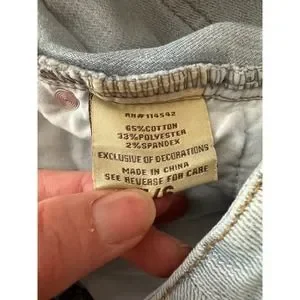 RN#114542
65%COTTON
33%POLYESTER
2%SPANDEX
EXCLUSIVE OF DECORATIONS
MADE IN CHINA
SEE REVERSE FOR CARE